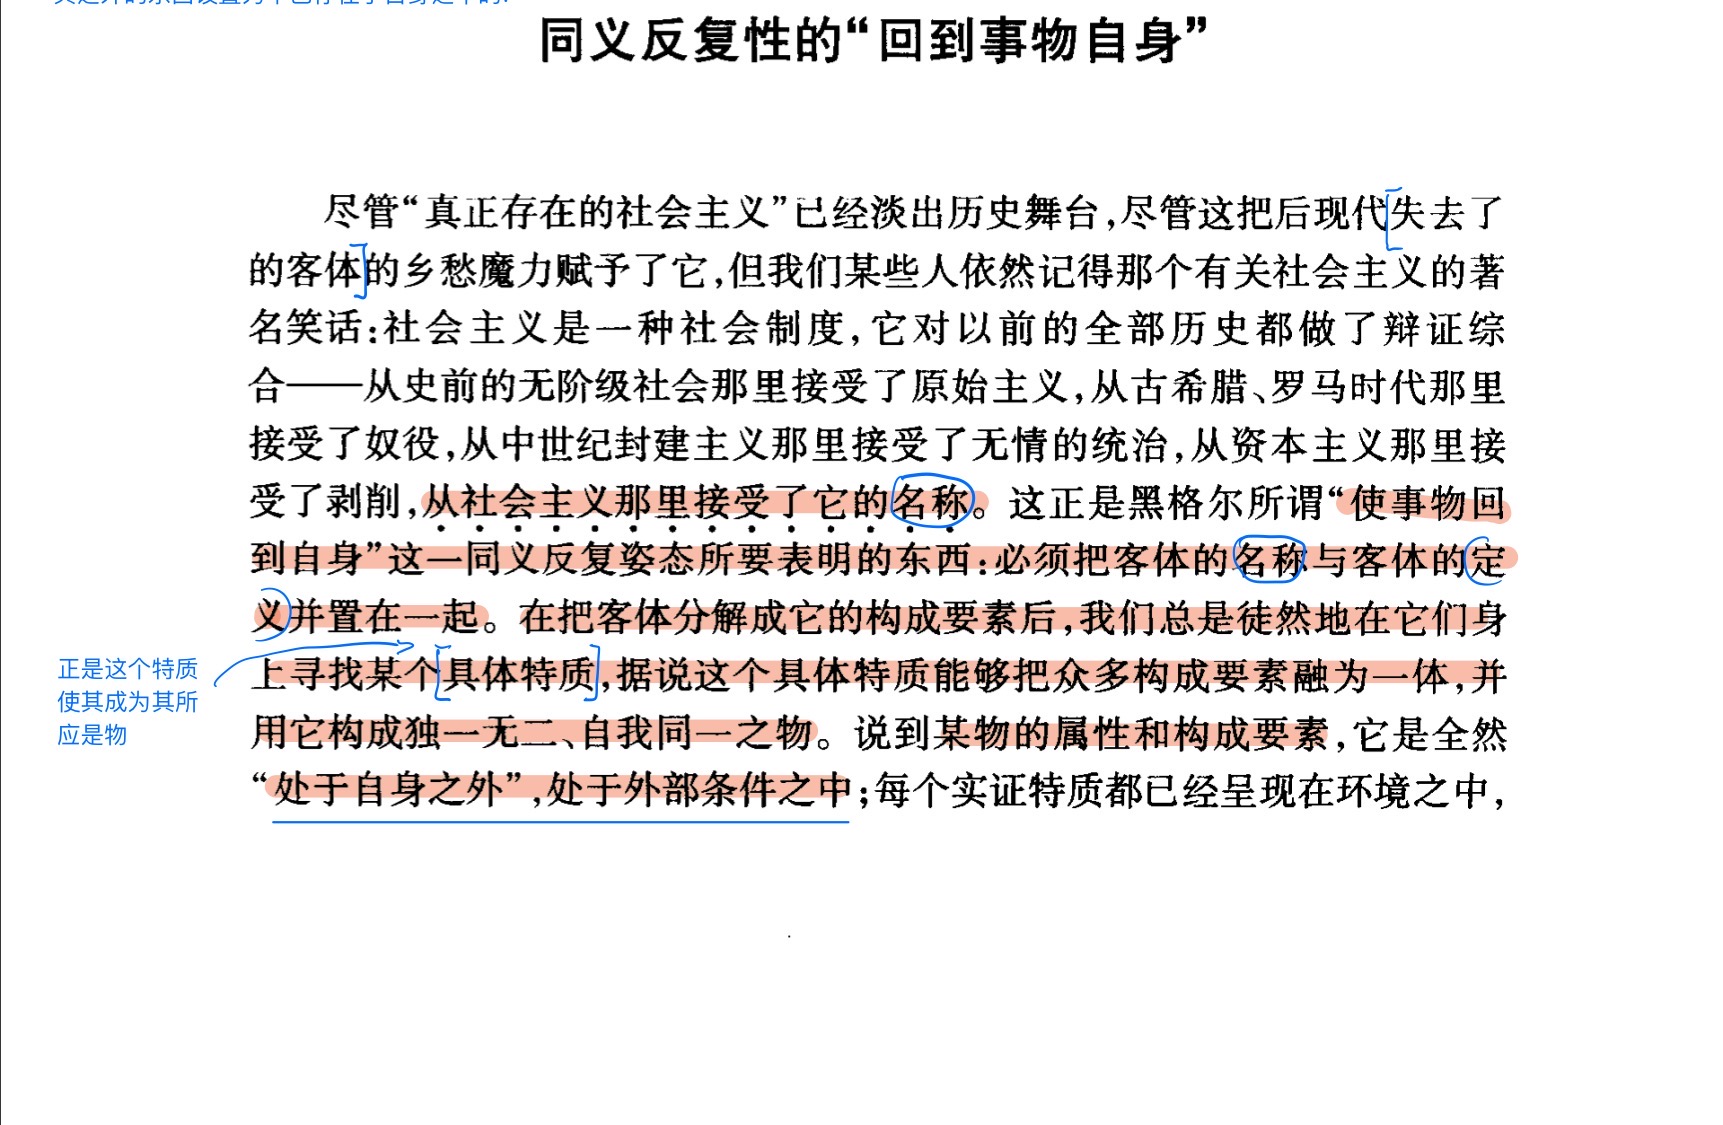 同义反复性的“回到事物自身”
尽管“真正存在的社会主义”已经淡出历史舞台,尽管这把后现代失去了
的客体的乡愁魔力赋予了它,但我们某些人依然记得那个有关社会主义的著
名笑话:社会主义是一种社会制度,它对以前的全部历史都做了辩证综
合——从史前的无阶级社会那里接受了原始主义,从古希腊、罗马时代那里
接受了奴役,从中世纪封建主义那里接受了无情的统治,从资本主义那里接
受了剥削,从社会主义那里接受了它的名称。这正是黑格尔所谓“使事物回
到自身”这一同义反复姿态所要表明的东西:必须把客体的名称与客体的定
义并置在一起。在把客体分解成它的构成要素后,我们总是徒然地在它们身
上寻找某个具体特质,据说这个具体特质能够把众多构成要素融为一体,并
用它构成独一无二、自我同一之物。说到某物的属性和构成要素,它是全然
“处于自身之外”,处于外部条件之中;每个实证特质都已经呈现在环境之中,
正是这个特质
使其成为其所
应是物